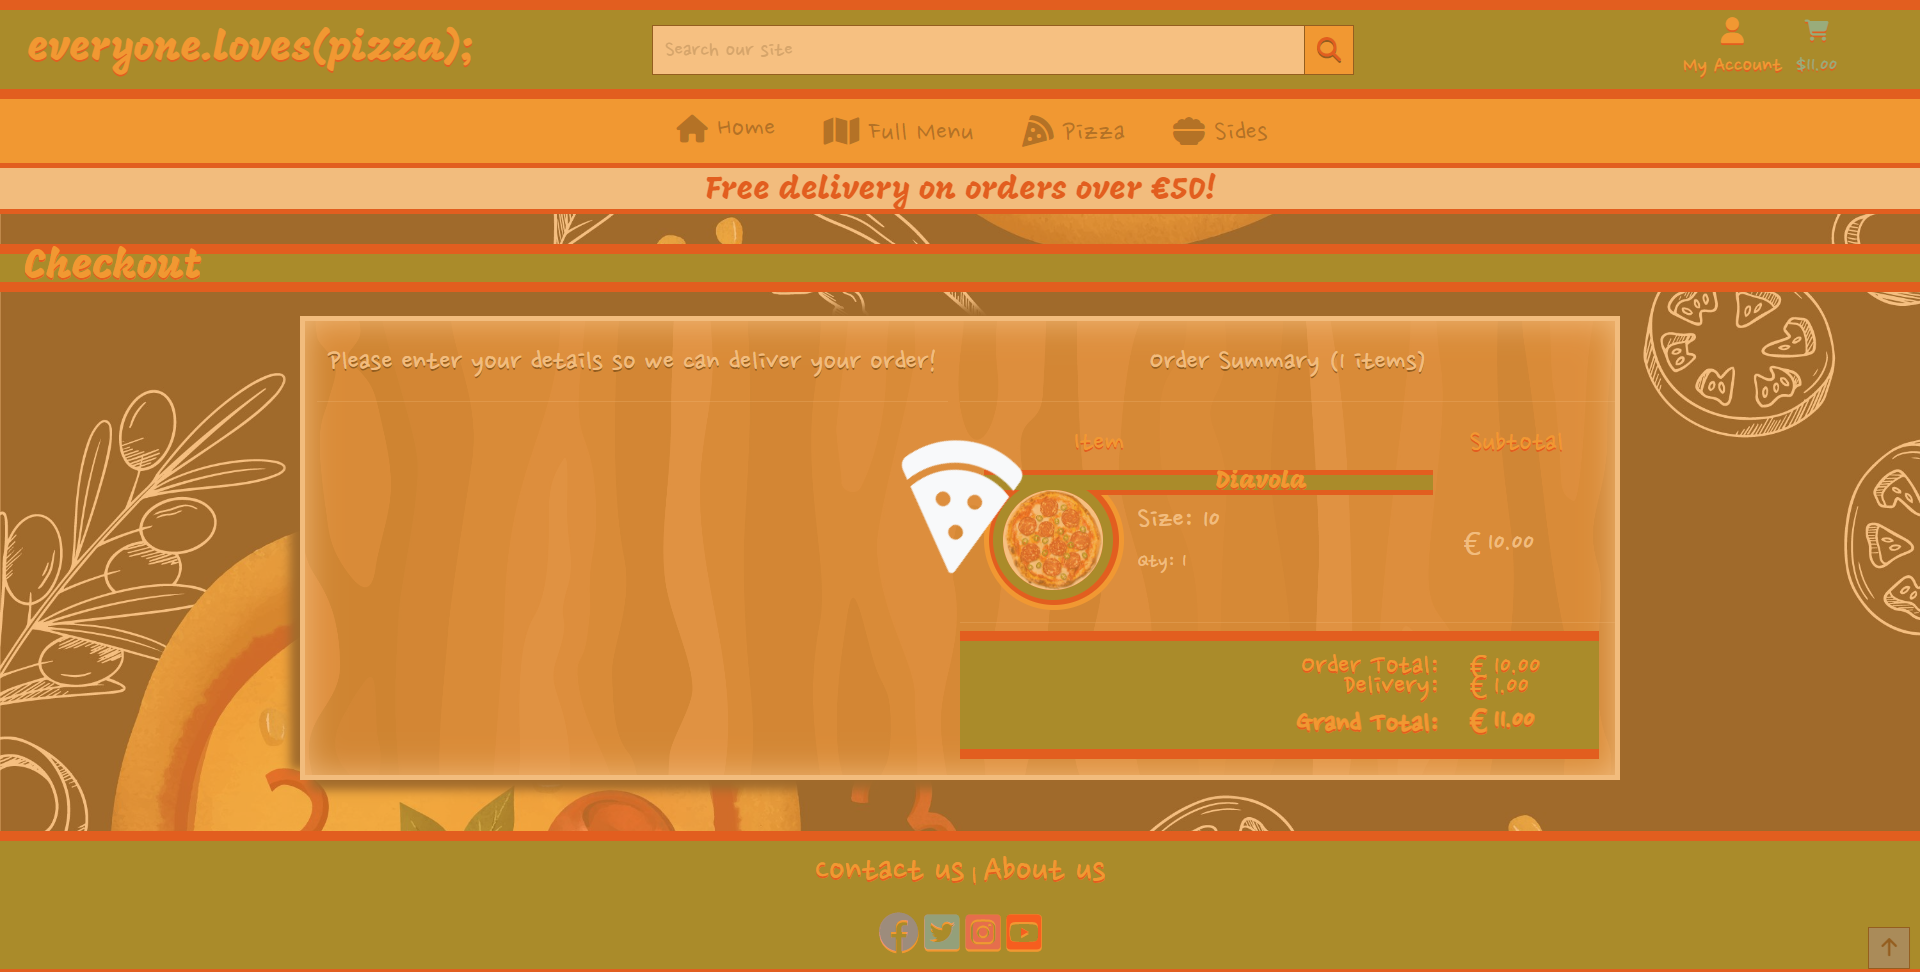 everyone.loves(pizza);
Search our site
My Account
$11.00
Home
Full Menu
Pizza
Sides
Free delivery on orders over €50!
Checkout
Please enter your details so we can deliver your order!
Order Summary (1 items)
Item
Subtotal
Diavola
Size: 10
Qty: 1
€ 10.00
Order Total: € 10.00
Delivery: € 1.00
Grand Total: € 11.00
Contact us | About us